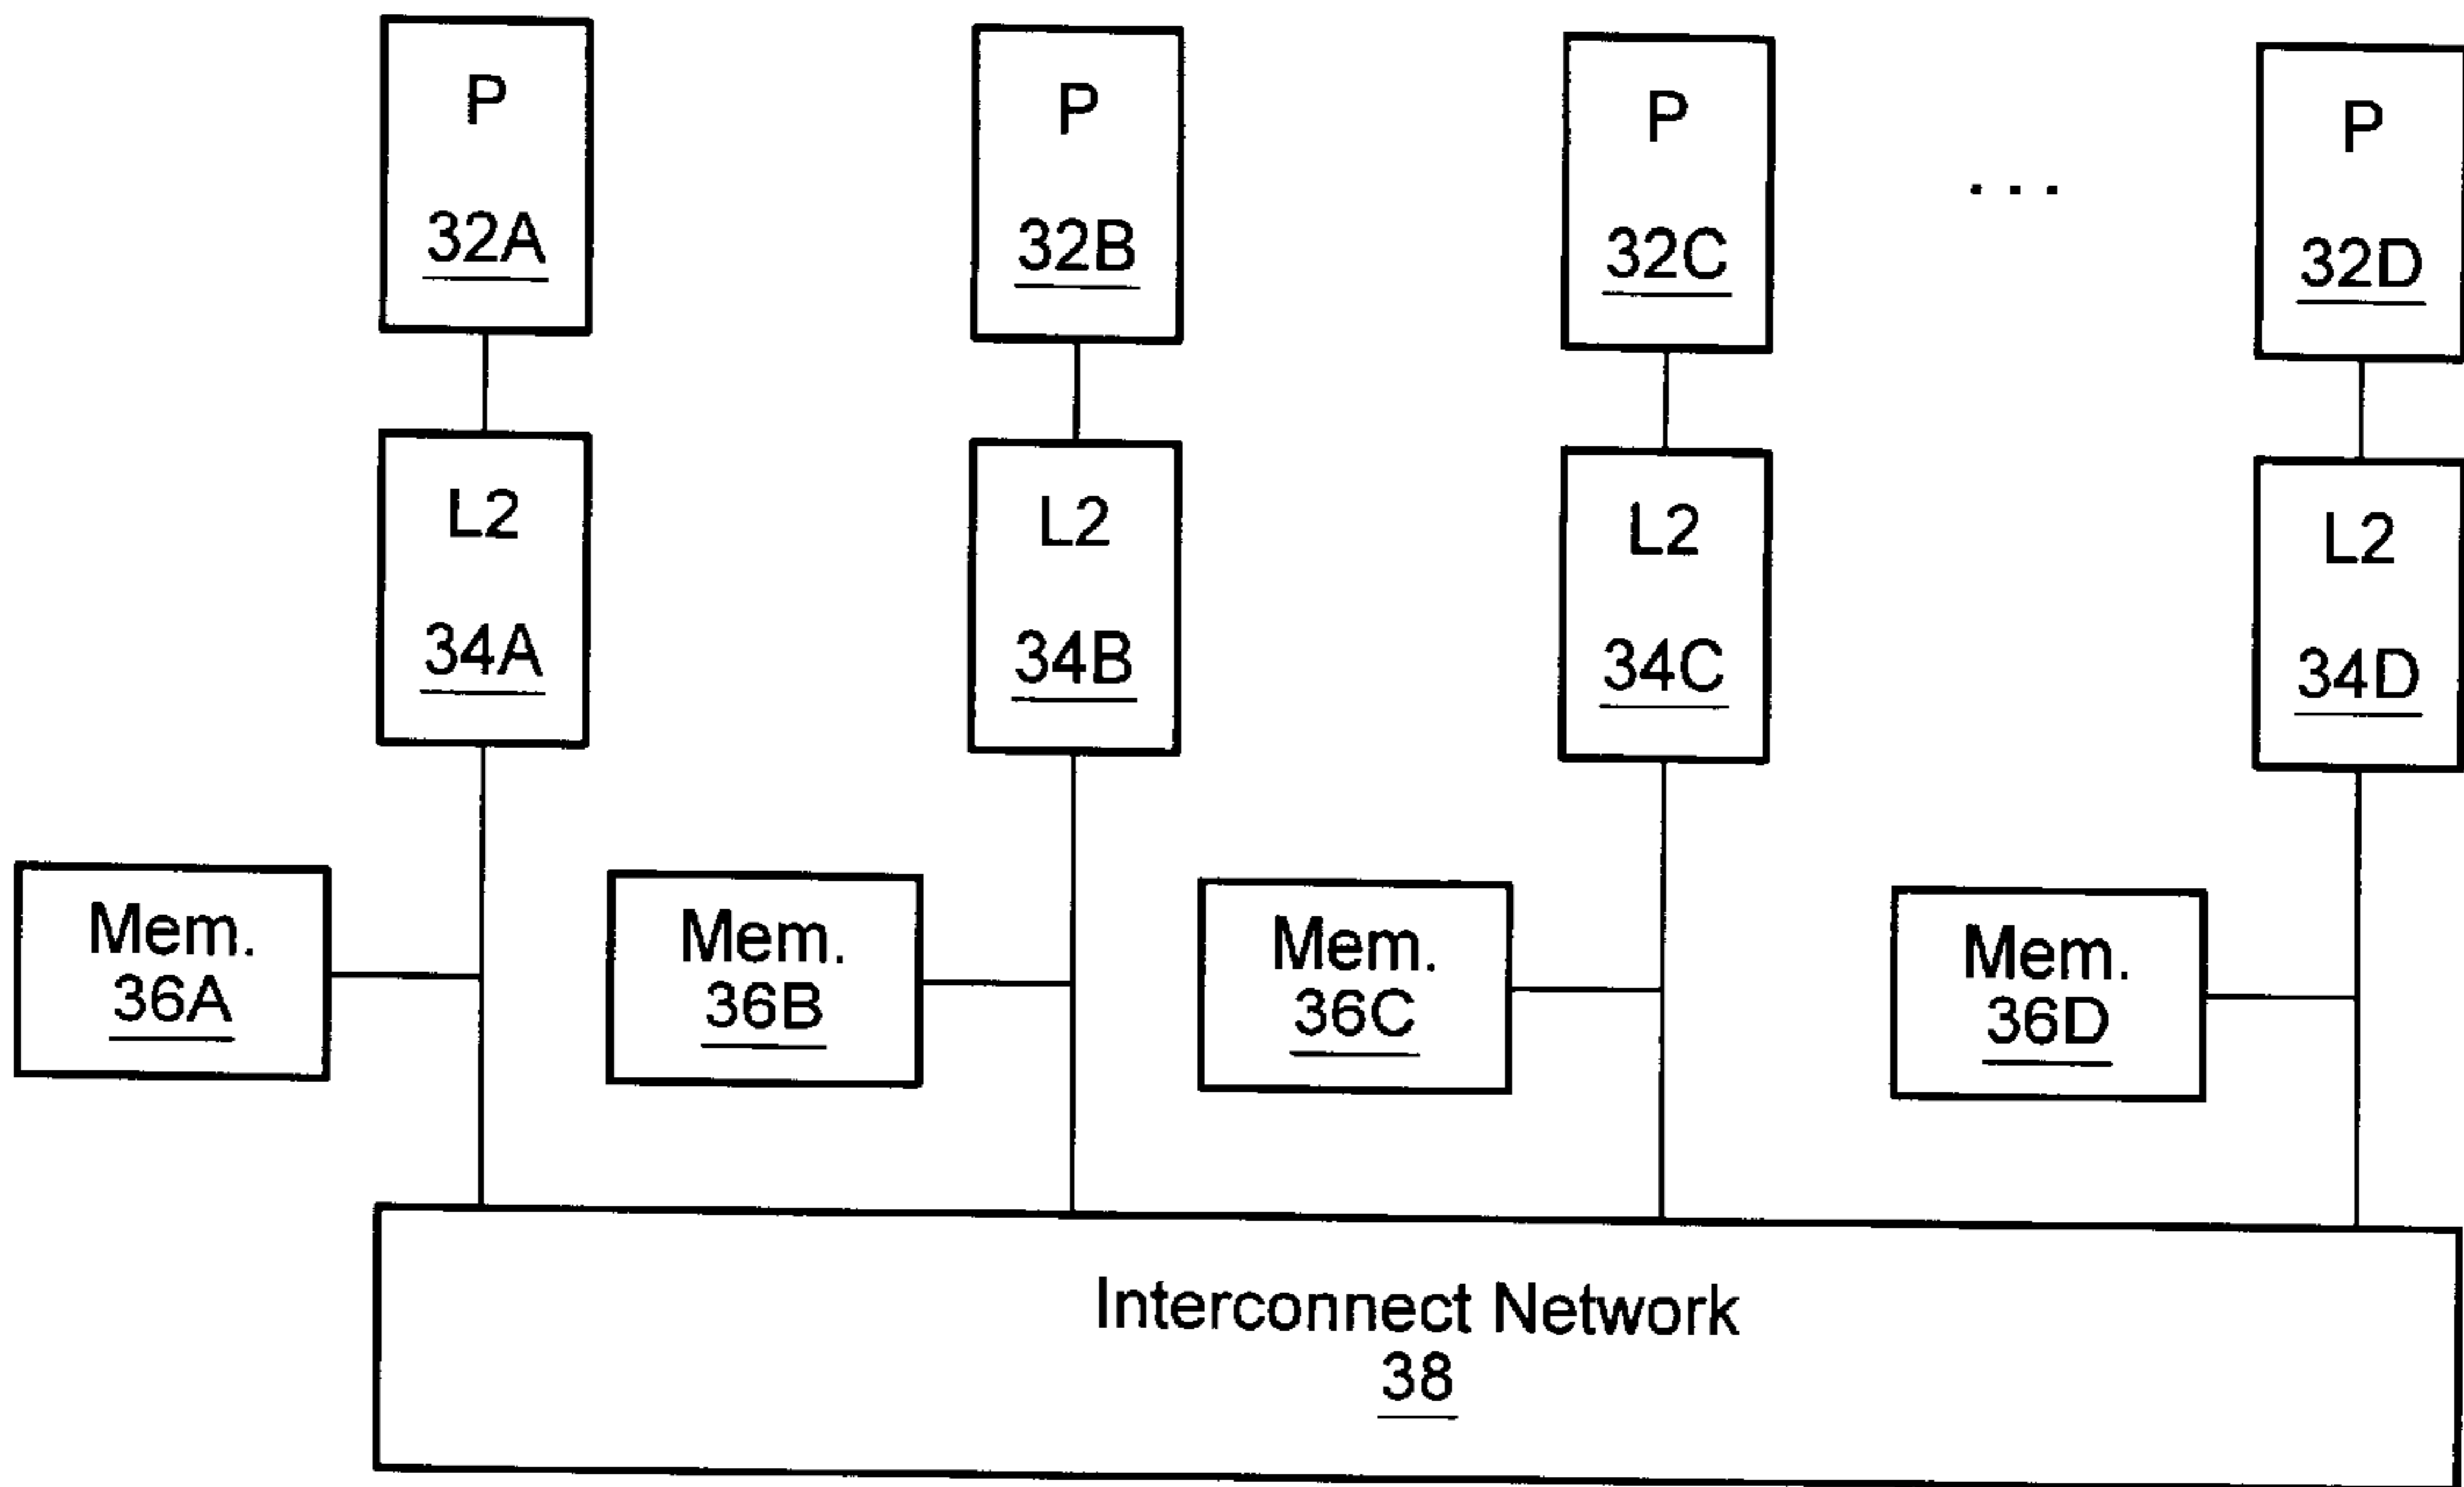 P
32A
P
32B
P
32C
. . .
P
32D
L2
34A
L2
34B
L2
34C
L2
34D
Mem.
36A
Mem.
36B
Mem.
36C
Mem.
36D
Interconnect Network
38